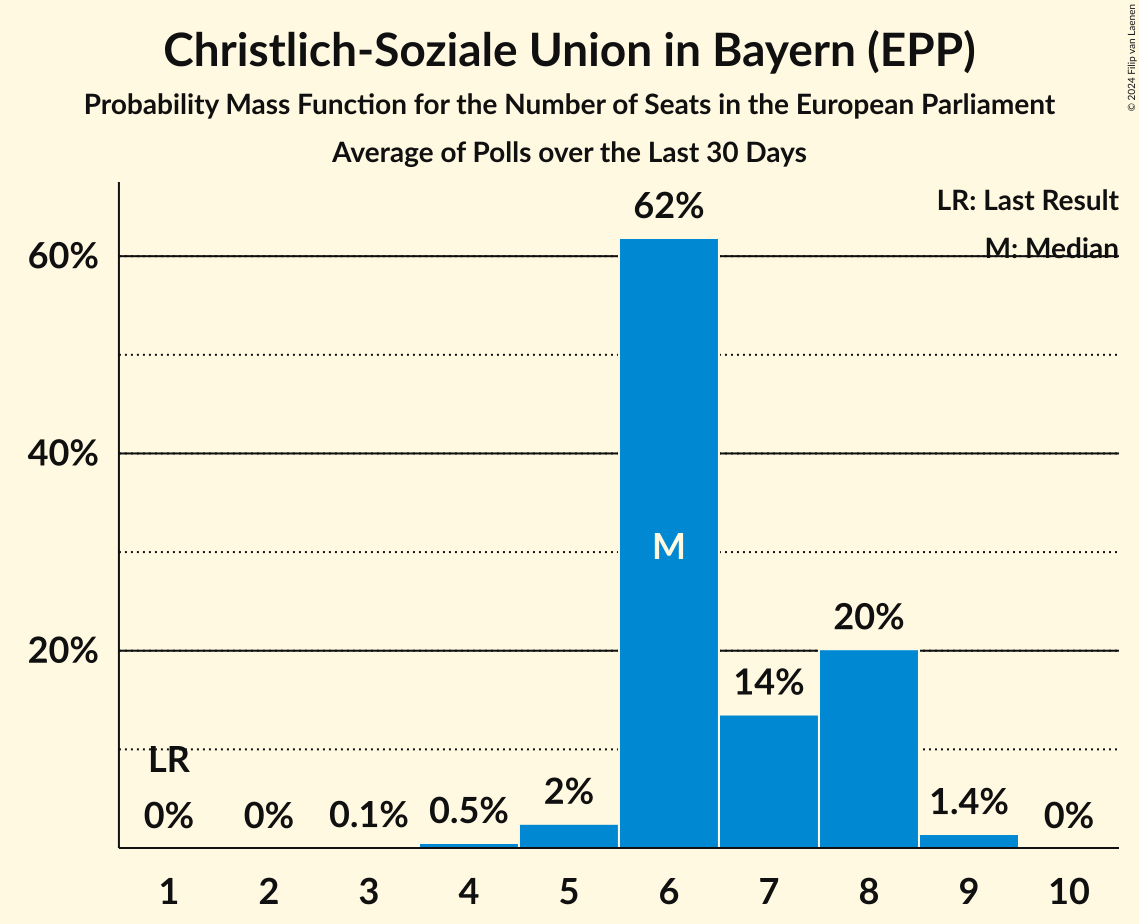 Christlich-Soziale Union in Bayern (EPP)
Probability Mass Function for the Number of Seats in the European Parliament
Average of Polls over the Last 30 Days
© 2024 Filip van Laenen
LR: Last Result
M: Median
62%
60%
40%
M
20%
20%
14%
LR
0%
0%
0.1%
0.5%
2%
1.4%
0%
1 2 3 4 5 6 7 8 9 10